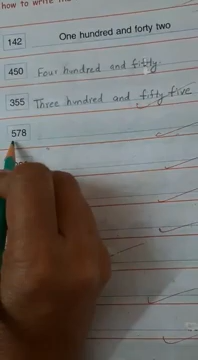 how to write the
142 One hundred and forty two
450 Four hundred and fifty.
355 Three hundred and fifty five
578